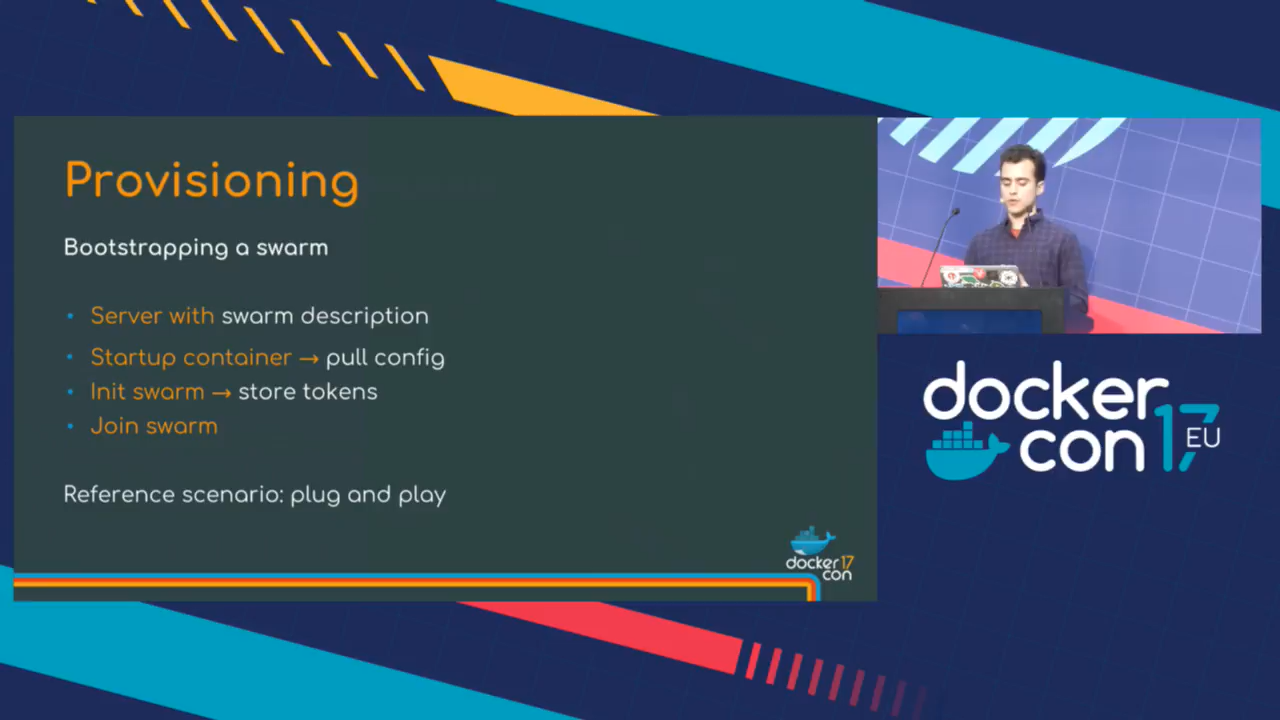 Provisioning
Bootstrapping a swarm
• Server with swarm description
• Startup container → pull config
• Init swarm → store tokens
• Join swarm
Reference scenario: plug and play
docker 17
con
docker
con 17 EU